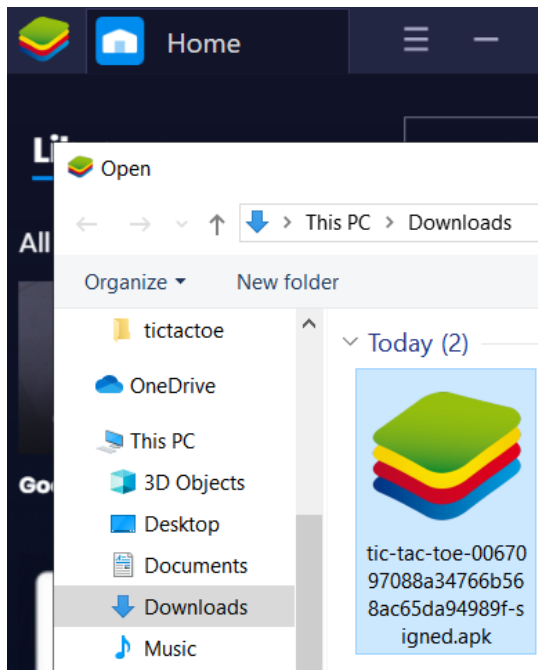 Home
Open
This PC > Downloads
All
Organize
New folder
tictactoe
OneDrive
This PC
3D Objects
Desktop
Documents
Downloads
Music
Today (2)
tic-tac-toe-00670
97088a34766b56
8ac65da94989f-s
igned.apk